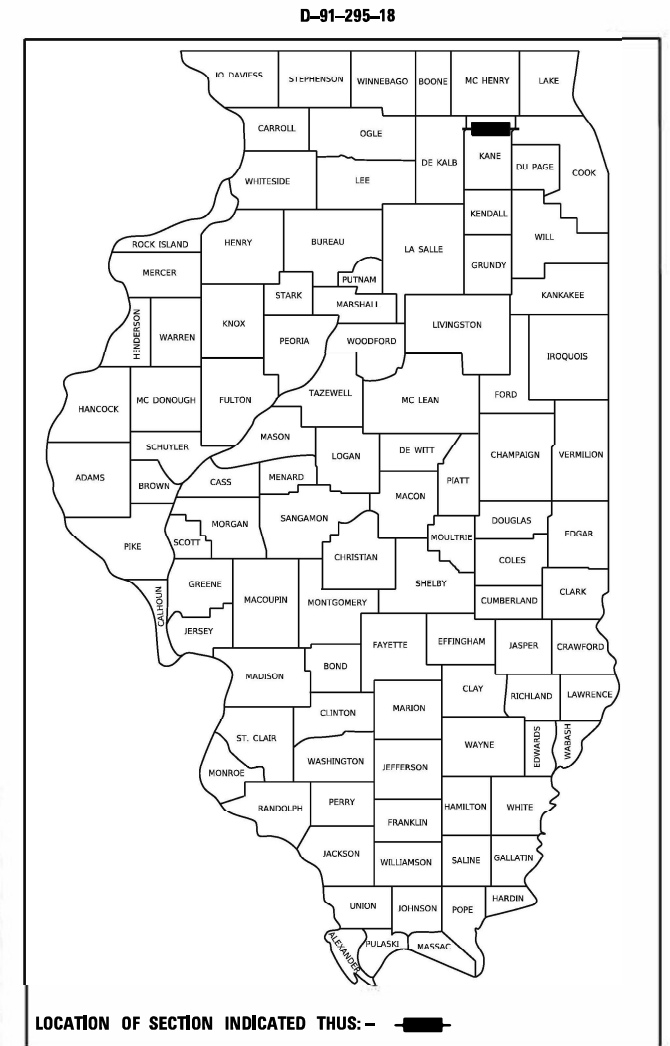 D-91-295-18
JO DAVIESS STEPHENSON WINNEBAGO BOONE MC HENRY LAKE
CARROLL OGLE
DE KALB KANE DU PAGE COOK
WHITESIDE LEE
KENDALL
ROCK ISLAND HENRY BUREAU LA SALLE WILL
MERCER PUTNAM GRUNDY
STARK MARSHALL KANKAKEE
HENDERSON WARREN KNOX PEORIA WOODFORD LIVINGSTON IROQUOIS
HANCOCK MC DONOUGH FULTON TAZEWELL MC LEAN FORD
SCHUYLER MASON LOGAN DE WITT CHAMPAIGN VERMILION
ADAMS BROWN CASS MENARD MACON PIATT
PIKE SCOTT MORGAN SANGAMON MOULTRIE DOUGLAS EDGAR
CHRISTIAN COLES
CALHOUN GREENE MACOUPIN MONTGOMERY SHELBY CUMBERLAND CLARK
JERSEY FAYETTE EFFINGHAM JASPER CRAWFORD
MADISON BOND CLAY RICHLAND LAWRENCE
CLINTON MARION
ST. CLAIR WAYNE EDWARDS WABASH
MONROE WASHINGTON JEFFERSON
RANDOLPH PERRY HAMILTON WHITE
FRANKLIN
JACKSON WILLIAMSON SALINE GALLATIN
UNION JOHNSON POPE HARDIN
ALEXANDER PULASKI MASSAC
LOCATION OF SECTION INDICATED THUS: -